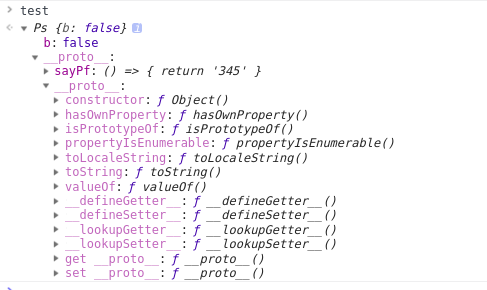 test
Ps {b: false} i
b: false
__proto__:
sayPf: () => { return '345' }
__proto__:
constructor: ƒ Object()
hasOwnProperty: ƒ hasOwnProperty()
isPrototypeOf: ƒ isPrototypeOf()
propertyIsEnumerable: ƒ propertyIsEnumerable()
toLocaleString: ƒ toLocaleString()
toString: ƒ toString()
valueOf: ƒ valueOf()
__defineGetter__: ƒ __defineGetter__()
__defineSetter__: ƒ __defineSetter__()
__lookupGetter__: ƒ __lookupGetter__()
__lookupSetter__: ƒ __lookupSetter__()
get __proto__: ƒ __proto__()
set __proto__: ƒ __proto__()